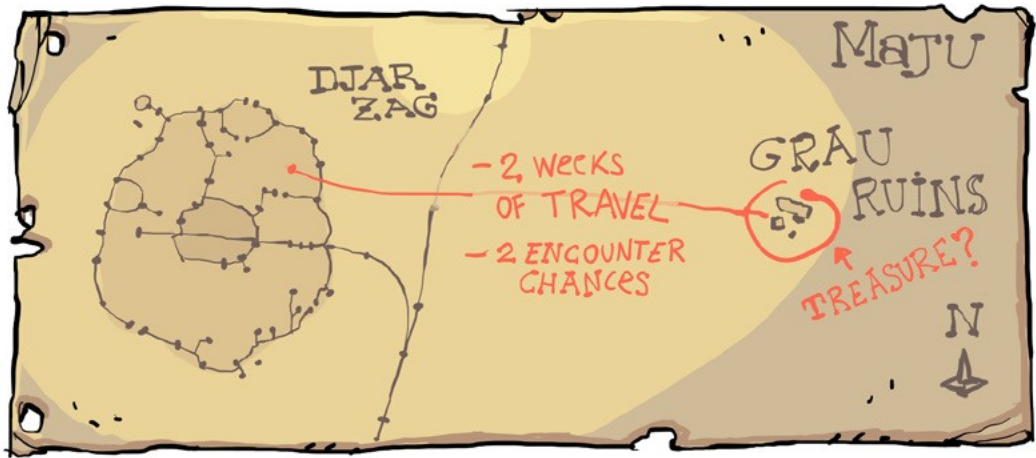 MAJU
DJAR
ZAG
GRAU
RUINS
- 2 WEEKS
OF TRAVEL
- 2 ENCOUNTER
CHANCES
TREASURE?
N